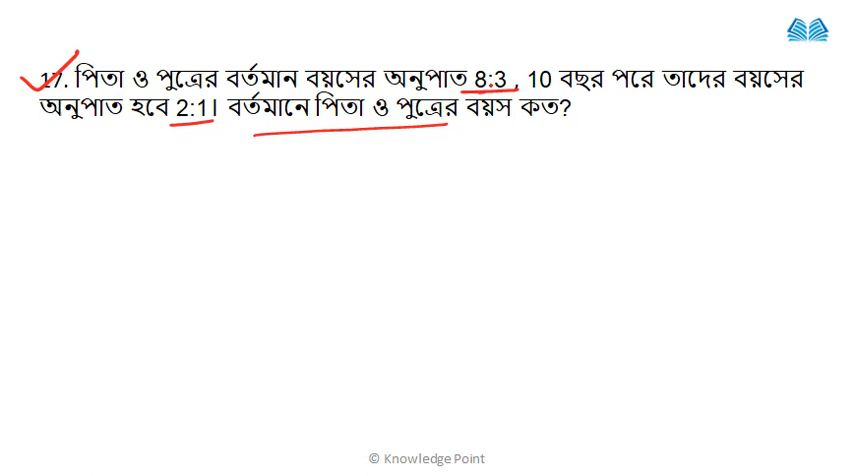 17. পিতা ও পুত্রের বর্তমান বয়সের অনুপাত 8:3 , 10 বছর পরে তাদের বয়সের
অনুপাত হবে 2:1। বর্তমানে পিতা ও পুত্রের বয়স কত?
© Knowledge Point